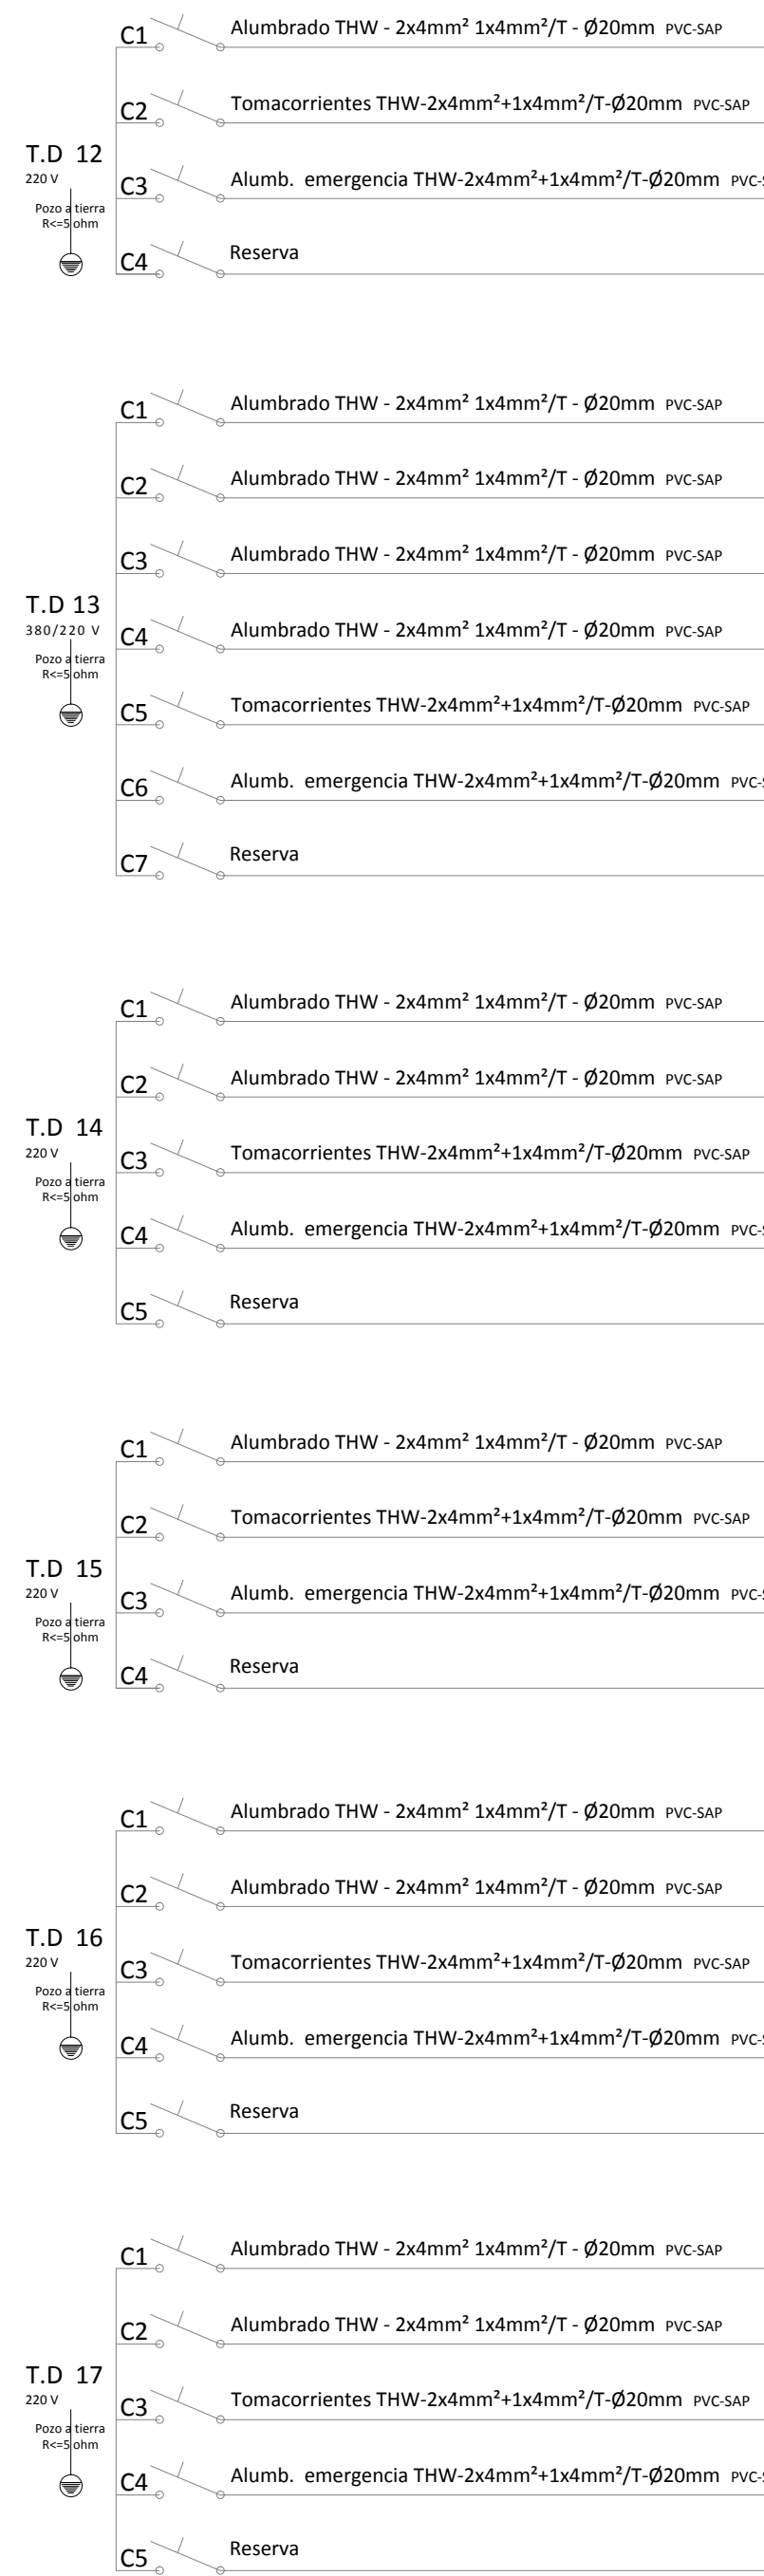 C1 Alumbrado THW - 2x4mm² 1x4mm²/T - Ø20mm PVC-SAP
C2 Tomacorrientes THW-2x4mm²+1x4mm²/T-Ø20mm PVC-SAP
T.D 12
220 V
C3 Alumb. emergencia THW-2x4mm²+1x4mm²/T-Ø20mm PVC-S
Pozo a tierra
R<=5 ohm
C4 Reserva
C1 Alumbrado THW - 2x4mm² 1x4mm²/T - Ø20mm PVC-SAP
C2 Alumbrado THW - 2x4mm² 1x4mm²/T - Ø20mm PVC-SAP
C3 Alumbrado THW - 2x4mm² 1x4mm²/T - Ø20mm PVC-SAP
T.D 13
380/220 V
C4 Alumbrado THW - 2x4mm² 1x4mm²/T - Ø20mm PVC-SAP
Pozo a tierra
R<=5 ohm
C5 Tomacorrientes THW-2x4mm²+1x4mm²/T-Ø20mm PVC-SAP
C6 Alumb. emergencia THW-2x4mm²+1x4mm²/T-Ø20mm PVC-S
C7 Reserva
C1 Alumbrado THW - 2x4mm² 1x4mm²/T - Ø20mm PVC-SAP
C2 Alumbrado THW - 2x4mm² 1x4mm²/T - Ø20mm PVC-SAP
T.D 14
220 V
C3 Tomacorrientes THW-2x4mm²+1x4mm²/T-Ø20mm PVC-SAP
Pozo a tierra
R<=5 ohm
C4 Alumb. emergencia THW-2x4mm²+1x4mm²/T-Ø20mm PVC-S
C5 Reserva
C1 Alumbrado THW - 2x4mm² 1x4mm²/T - Ø20mm PVC-SAP
C2 Tomacorrientes THW-2x4mm²+1x4mm²/T-Ø20mm PVC-SAP
T.D 15
220 V
C3 Alumb. emergencia THW-2x4mm²+1x4mm²/T-Ø20mm PVC-S
Pozo a tierra
R<=5 ohm
C4 Reserva
C1 Alumbrado THW - 2x4mm² 1x4mm²/T - Ø20mm PVC-SAP
C2 Alumbrado THW - 2x4mm² 1x4mm²/T - Ø20mm PVC-SAP
T.D 16
220 V
C3 Tomacorrientes THW-2x4mm²+1x4mm²/T-Ø20mm PVC-SAP
Pozo a tierra
R<=5 ohm
C4 Alumb. emergencia THW-2x4mm²+1x4mm²/T-Ø20mm PVC-S
C5 Reserva
C1 Alumbrado THW - 2x4mm² 1x4mm²/T - Ø20mm PVC-SAP
C2 Alumbrado THW - 2x4mm² 1x4mm²/T - Ø20mm PVC-SAP
T.D 17
220 V
C3 Tomacorrientes THW-2x4mm²+1x4mm²/T-Ø20mm PVC-SAP
Pozo a tierra
R<=5 ohm
C4 Alumb. emergencia THW-2x4mm²+1x4mm²/T-Ø20mm PVC-S
C5 Reserva